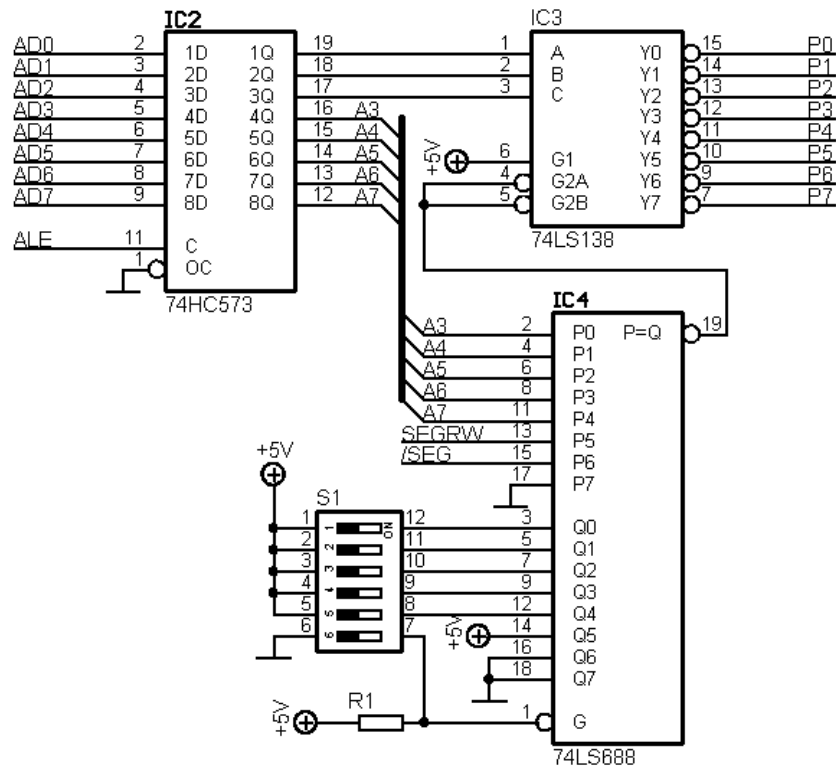 IC2
IC3
AD0 2 1D 1Q 19 1 A Y0 15 P0
AD1 3 2D 2Q 18 2 B Y1 14 P1
AD2 4 3D 3Q 17 3 C Y2 13 P2
AD3 5 4D 4Q 16 A3 Y3 12 P3
AD4 6 5D 5Q 15 A4 Y4 11 P4
AD5 7 6D 6Q 14 A5 +5V 6 G1 Y5 10 P5
AD6 8 7D 7Q 13 A6 4 G2A Y6 9 P6
AD7 9 8D 8Q 12 A7 5 G2B Y7 7 P7
74LS138
ALE 11 C
1 OC
74HC573
IC4
A3 2 P0 P=Q 19
A4 4 P1
A5 6 P2
A6 8 P3
A7 11 P4
SEGRW 13 P5
/SEG 15 P6
17 P7
+5V
S1
1 1 ON 12 3 Q0
2 2 11 5 Q1
3 3 10 7 Q2
4 4 9 9 Q3
5 5 8 12 Q4
6 6 7 +5V 14 Q5
16 Q6
18 Q7
+5V R1 1 G
74LS688